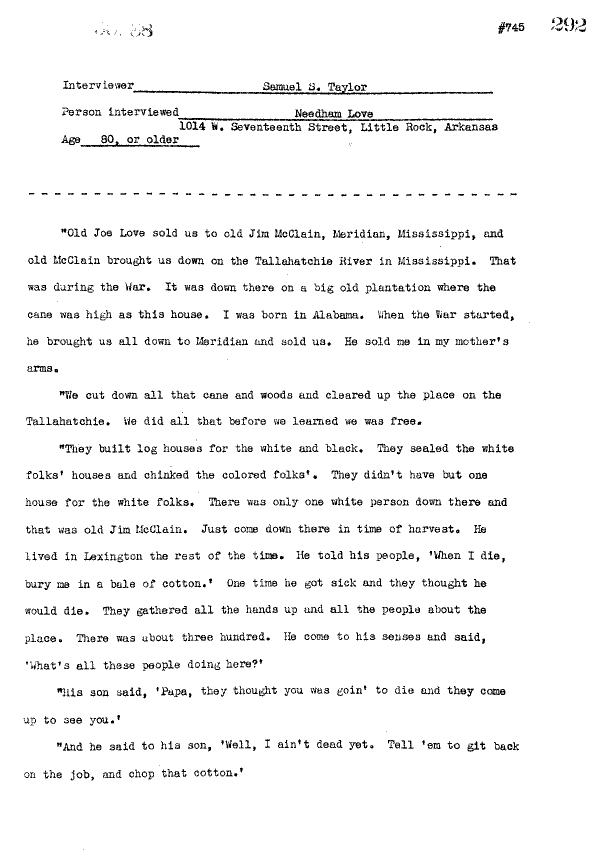 #745 292
Interviewer Samuel S. Taylor
Person interviewed Needham Love
1014 W. Seventeenth Street, Little Rock, Arkansas
Age 80, or older
"Old Joe Love sold us to old Jim McClain, Meridian, Mississippi, and
old McClain brought us down on the Tallahatchie River in Mississippi. That
was during the War. It was down there on a big old plantation where the
cane was high as this house. I was born in Alabama. When the War started,
he brought us all down to Meridian and sold us. He sold me in my mother's
arms.
"We cut down all that cane and woods and cleared up the place on the
Tallahatchie. We did all that before we learned we was free.
"They built log houses for the white and black. They sealed the white
folks' houses and chinked the colored folks'. They didn't have but one
house for the white folks. There was only one white person down there and
that was old Jim McClain. Just come down there in time of harvest. He
lived in Lexington the rest of the time. He told his people, 'When I die,
bury me in a bale of cotton.' One time he got sick and they thought he
would die. They gathered all the hands up and all the people about the
place. There was about three hundred. He come to his senses and said,
'What's all these people doing here?'
"His son said, 'Papa, they thought you was goin' to die and they come
up to see you.'
"And he said to his son, 'Well, I ain't dead yet. Tell 'em to git back
on the job, and chop that cotton.'